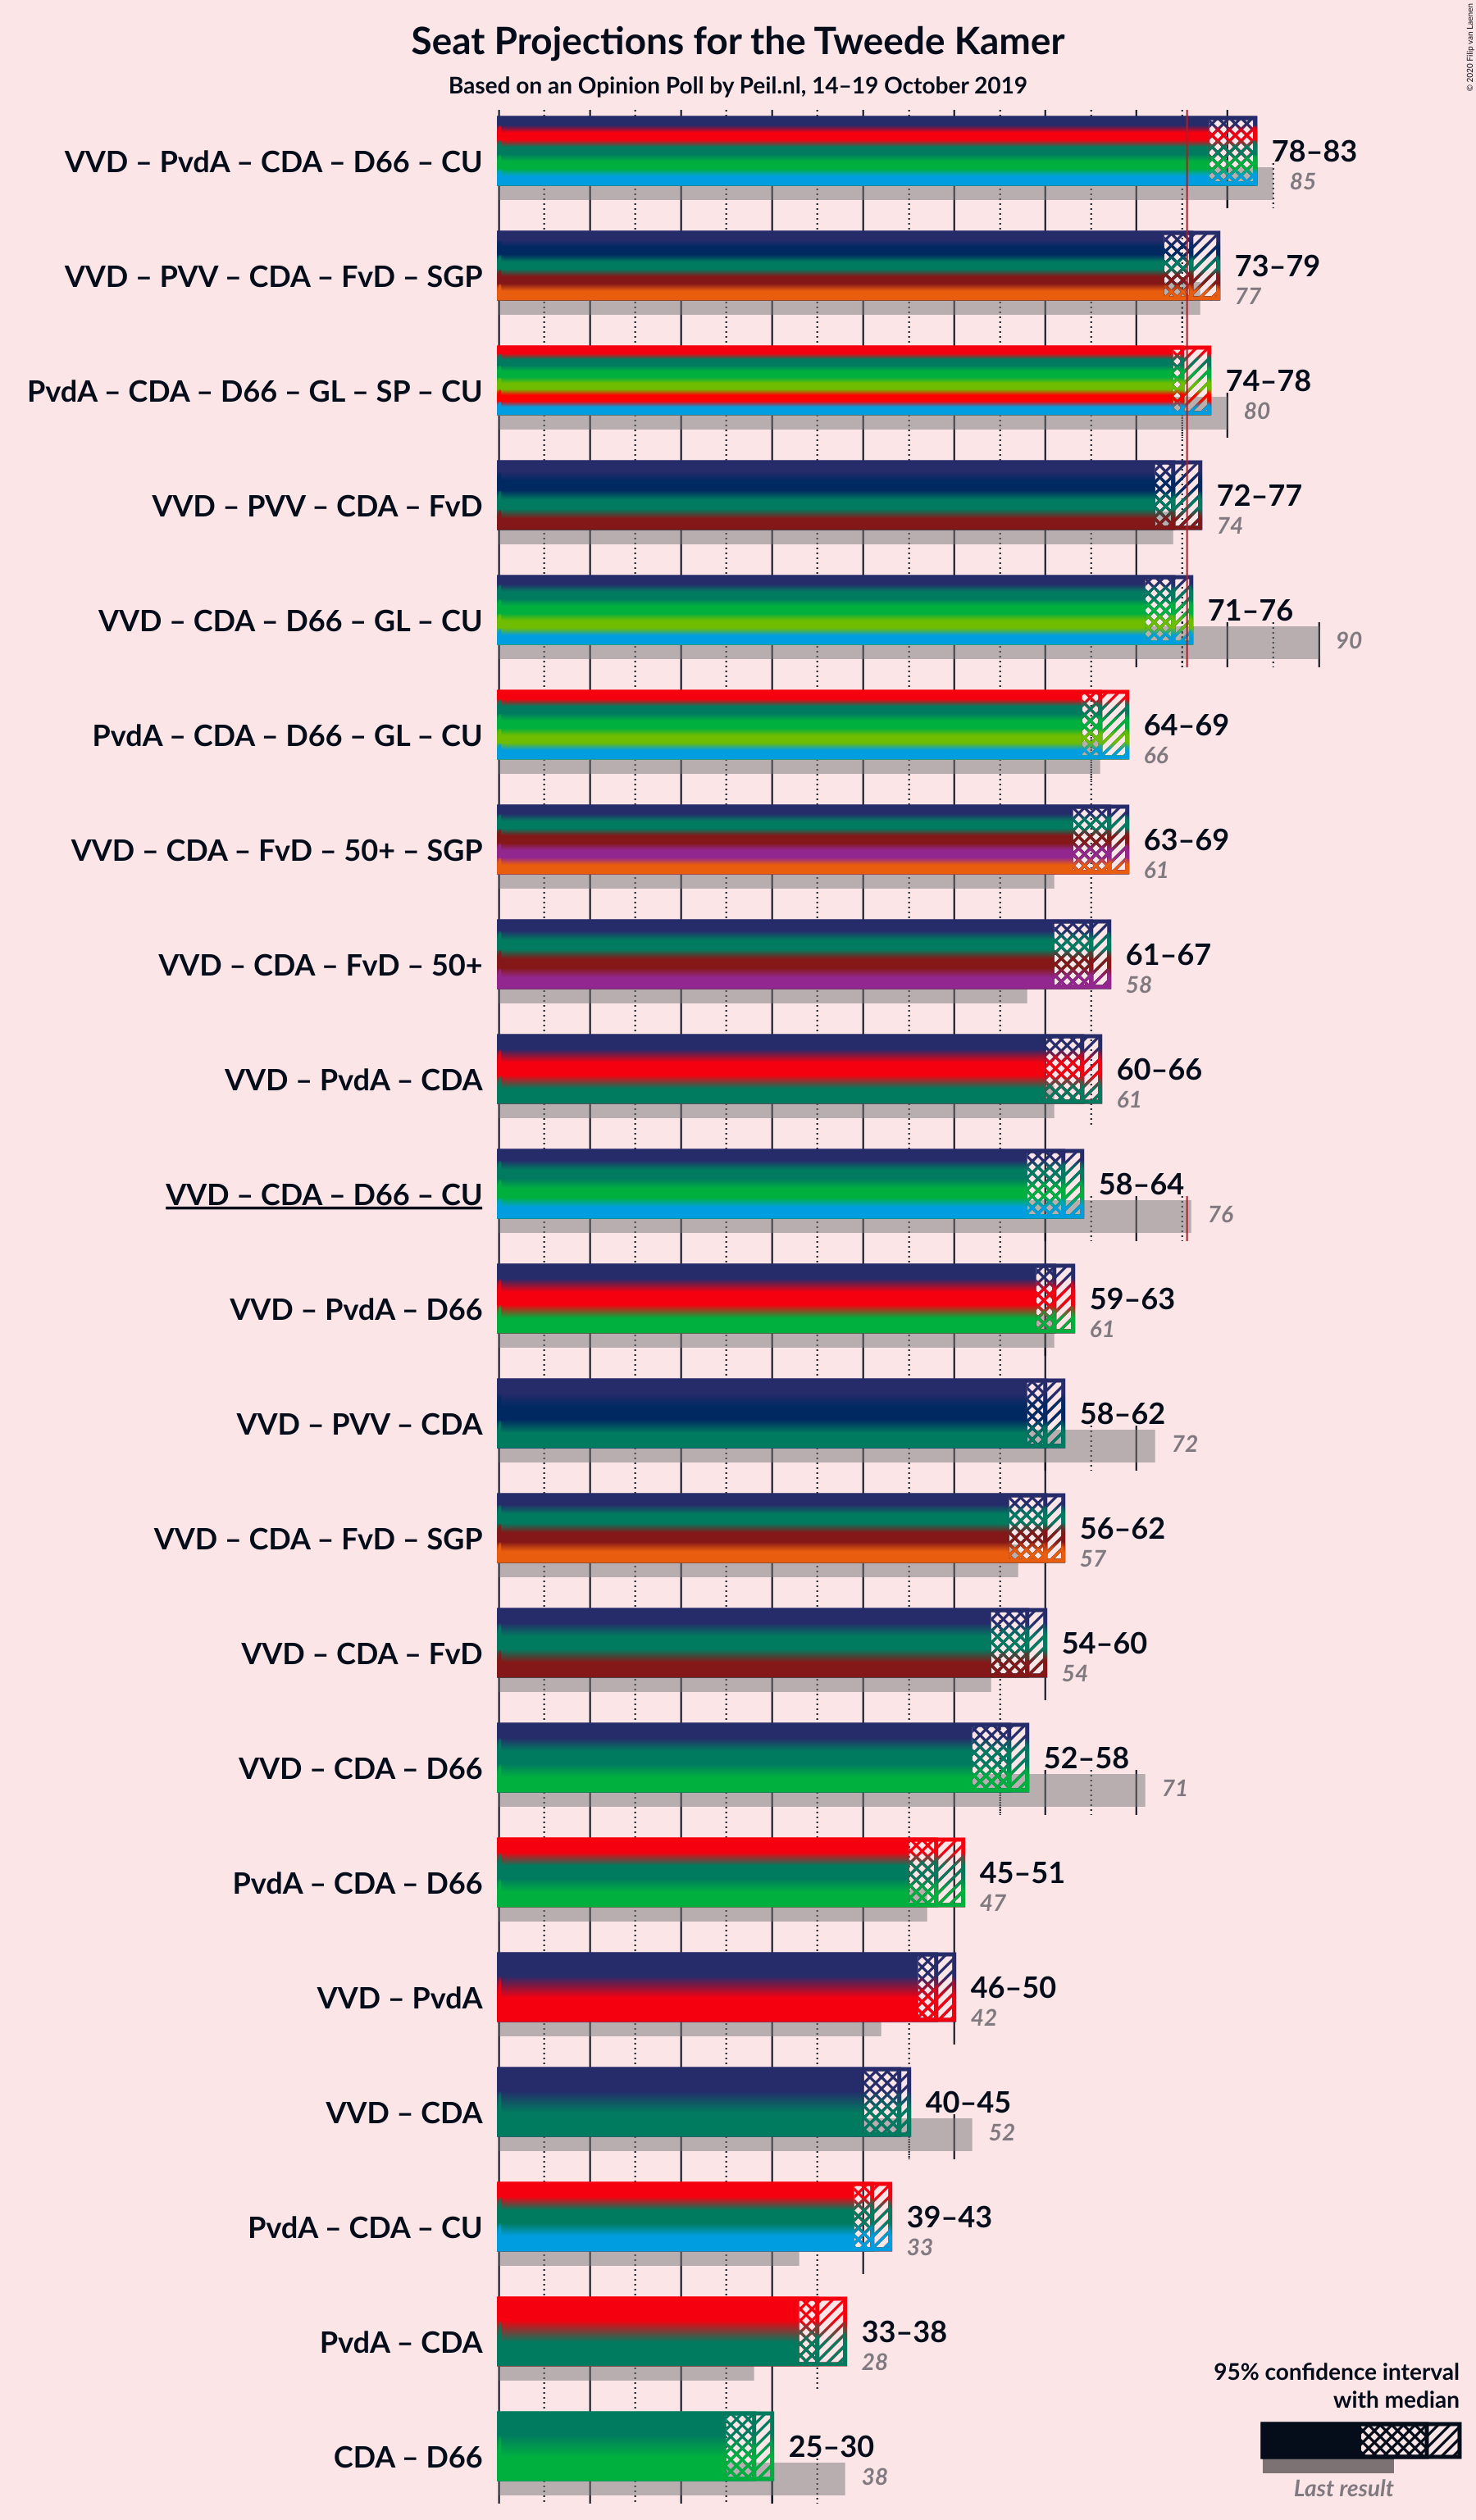 Seat Projections for the Tweede Kamer
Based on an Opinion Poll by Peil.nl, 14–19 October 2019
© 2020 Filip van Laenen
VVD – PvdA – CDA – D66 – CU
78–83
85
VVD – PVV – CDA – FvD – SGP
73–79
77
PvdA – CDA – D66 – GL – SP – CU
74–78
80
VVD – PVV – CDA – FvD
72–77
74
VVD – CDA – D66 – GL – CU
71–76
90
PvdA – CDA – D66 – GL – CU
64–69
66
VVD – CDA – FvD – 50+ – SGP
63–69
61
VVD – CDA – FvD – 50+
61–67
58
VVD – PvdA – CDA
60–66
61
VVD – CDA – D66 – CU
58–64
76
VVD – PvdA – D66
59–63
61
VVD – PVV – CDA
58–62
72
VVD – CDA – FvD – SGP
56–62
57
VVD – CDA – FvD
54–60
54
VVD – CDA – D66
52–58
71
PvdA – CDA – D66
45–51
47
VVD – PvdA
46–50
42
VVD – CDA
40–45
52
PvdA – CDA – CU
39–43
33
PvdA – CDA
33–38
28
CDA – D66
25–30
38
95% confidence interval
with median
Last result